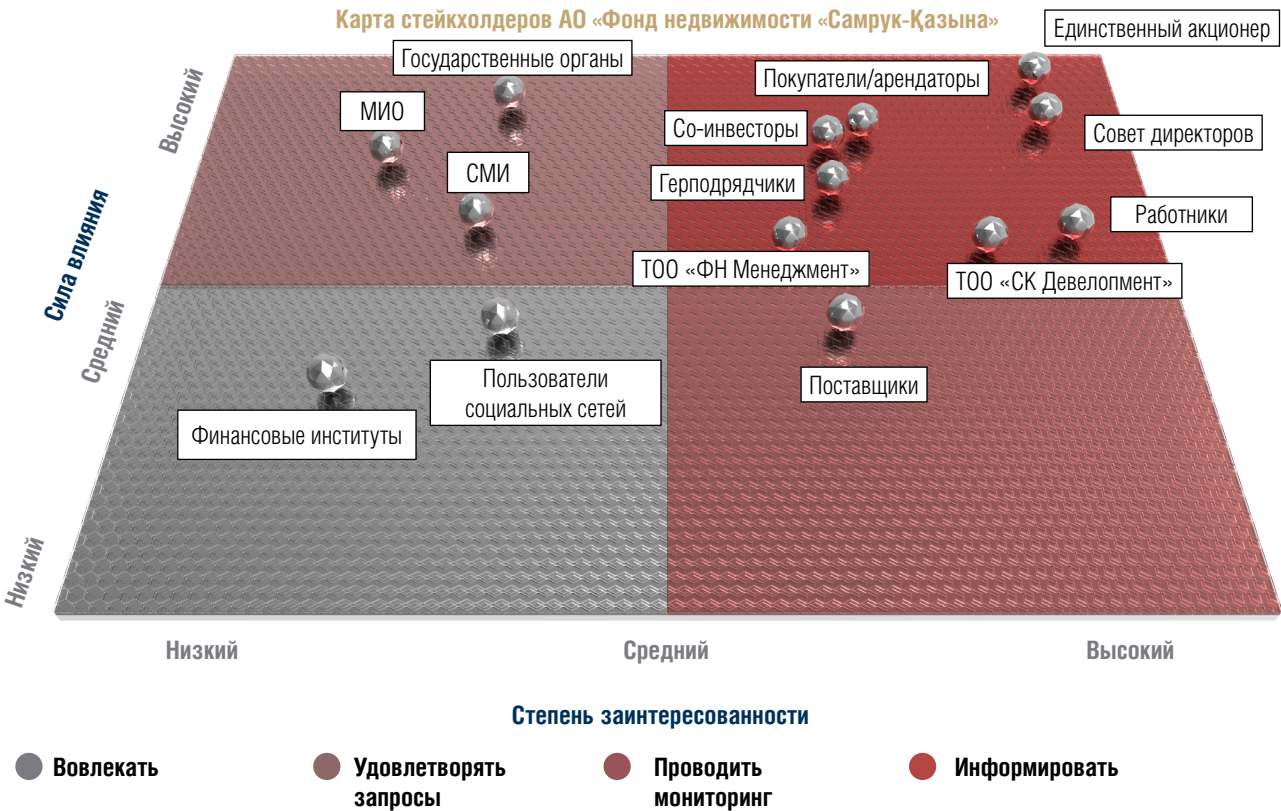 Карта стейкхолдеров АО «Фонд недвижимости «Самрук-Қазына»
Единственный акционер
Государственные органы
Покупатели/арендаторы
МИО
Со-инвесторы
Совет директоров
СМИ
Герподрядчики
Работники
ТОО «ФН Менеджмент»
ТОО «СК Девелопмент»
Пользователи
социальных сетей
Поставщики
Финансовые институты
Высокий
Сила влияния
Средний
Низкий
Низкий
Средний
Высокий
Степень заинтересованности
Вовлекать
Удовлетворять
запросы
Проводить
мониторинг
Информировать